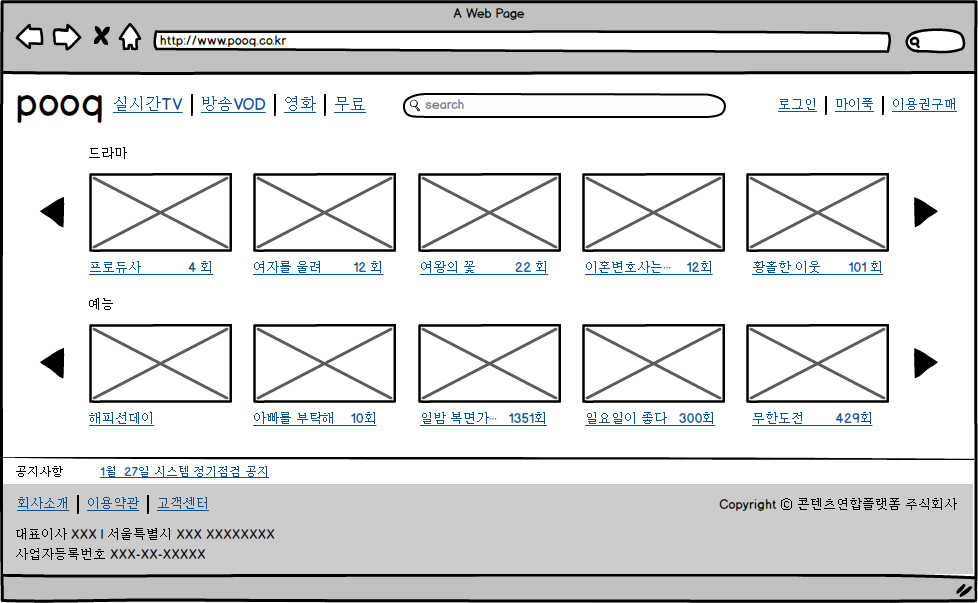 A Web Page
http://www.pooq.co.kr
pooq 실시간TV | 방송VOD | 영화 | 무료 search 로그인 | 마이쭉 | 이용권구매
드라마
프로듀사 4 회 여자를 울려 12 회 여왕의 꽃 22 회 이혼변호사는… 12회 황홀한 이웃 101 회
예능
해피선데이 아빠를 부탁해 10회 일밤 복면가… 1351회 일요일이 좋다 300회 무한도전 429회
공지사항 1월 27일 시스템 정기점검 공지
회사소개 | 이용약관 | 고객센터 Copyright ⓒ 콘텐츠연합플랫폼 주식회사
대표이사 XXX | 서울특별시 XXX XXXXXXXX
사업자등록번호 XXX-XX-XXXXX